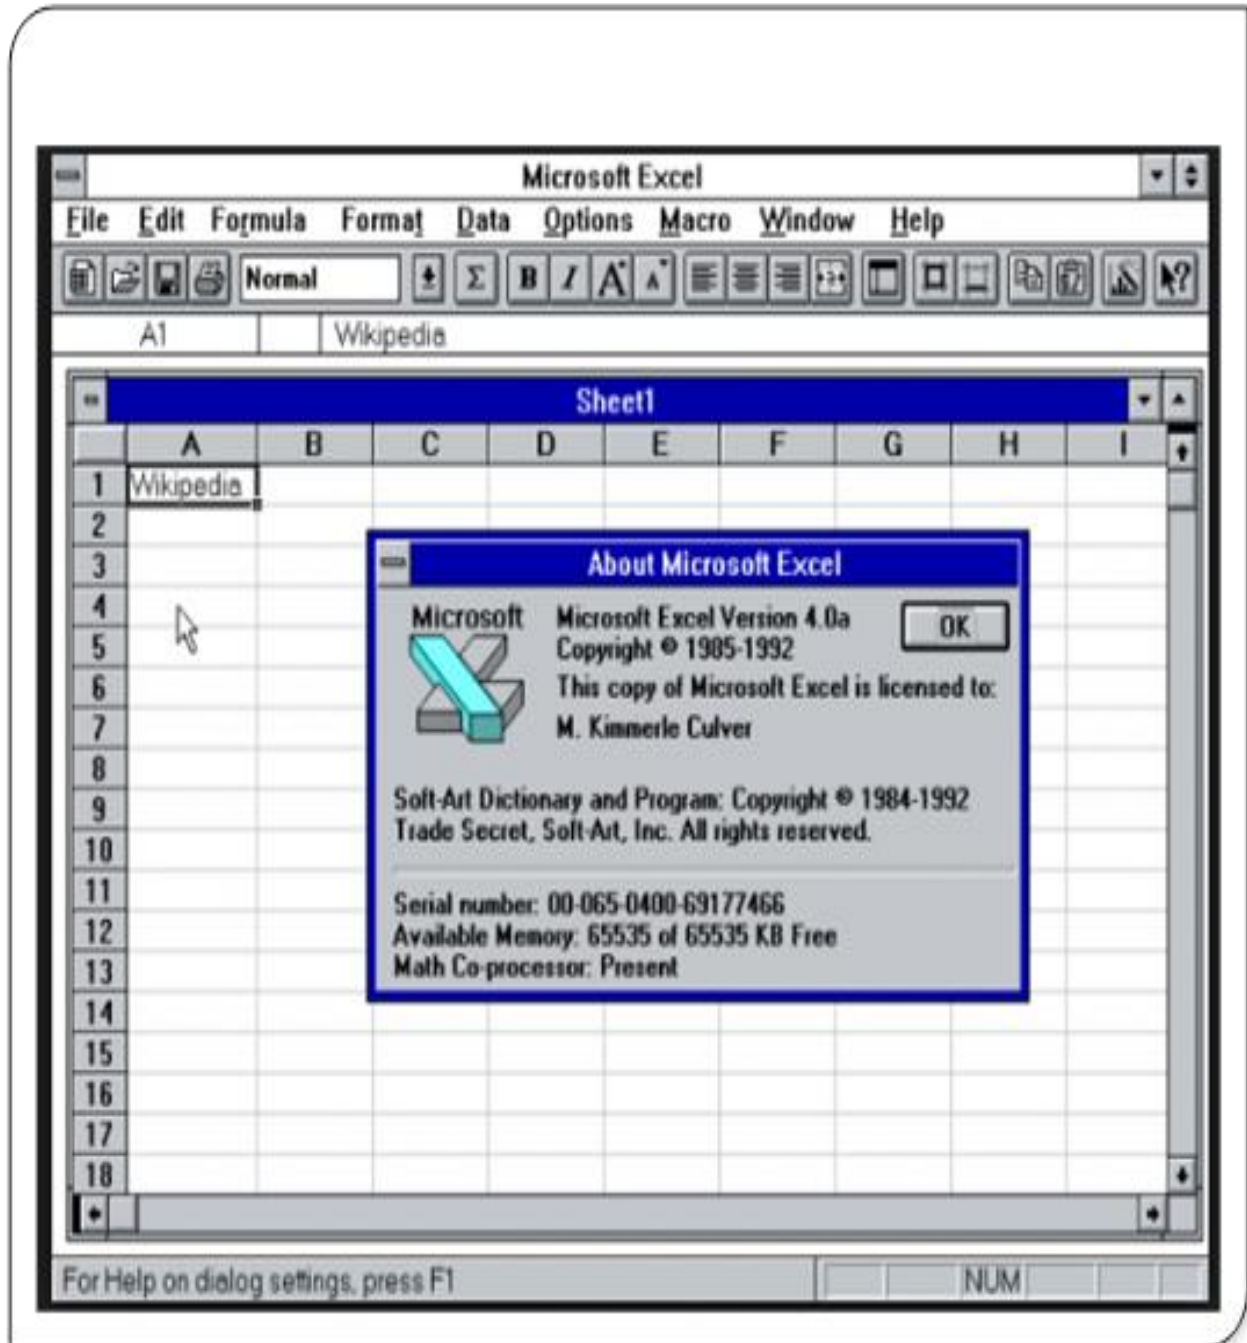 Microsoft Excel
File Edit Formula Format Data Options Macro Window Help
Normal Σ B I A A
A1 Wikipedia
Sheet1
A B C D E F G H I
1 Wikipedia
2
3
4
5
6
7
8
9
10
11
12
13
14
15
16
17
18
About Microsoft Excel
Microsoft
Microsoft Excel Version 4.0a
Copyright © 1985-1992
OK
This copy of Microsoft Excel is licensed to:
M. Kimmerle Culver
Soft-Art Dictionary and Program: Copyright © 1984-1992
Trade Secret, Soft-Art, Inc. All rights reserved.
Serial number: 00-065-0400-69177466
Available Memory: 65535 of 65535 KB Free
Math Co-processor: Present
For Help on dialog settings, press F1 NUM